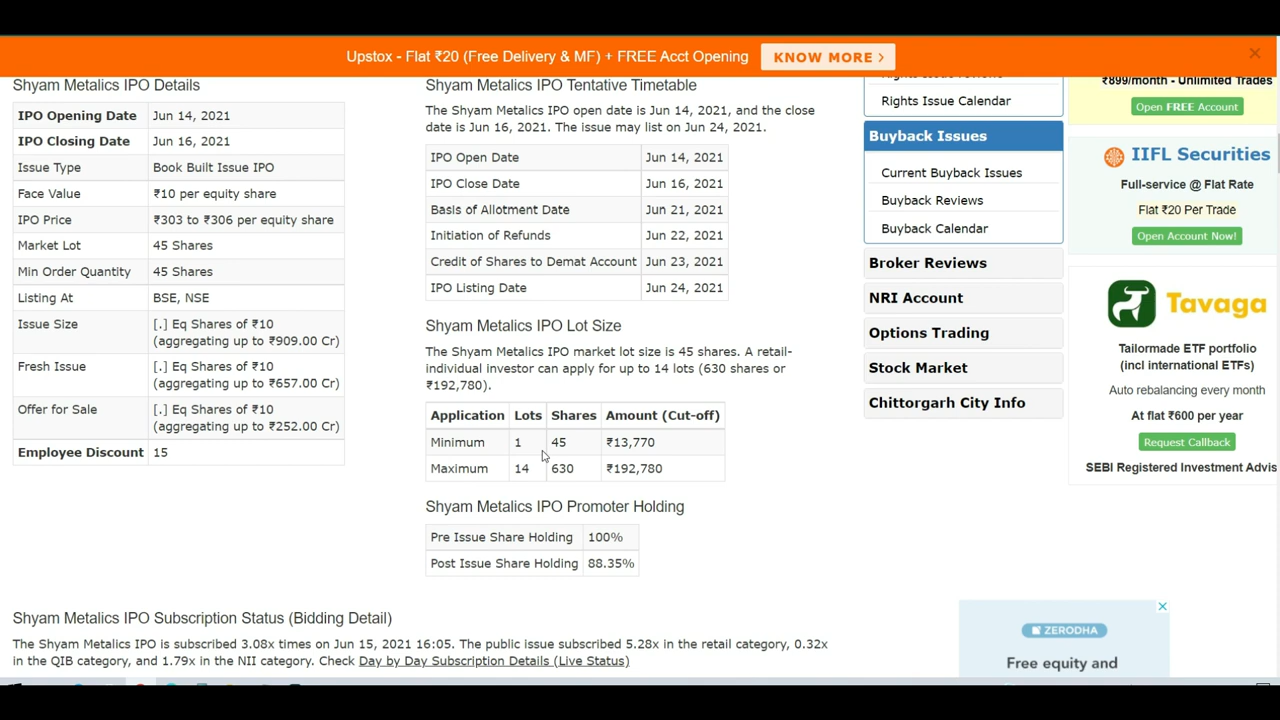 Upstox - Flat ₹20 (Free Delivery & MF) + FREE Acct Opening
KNOW MORE >
×
Shyam Metalics IPO Details
IPO Opening Date Jun 14, 2021
IPO Closing Date Jun 16, 2021
Issue Type Book Built Issue IPO
Face Value ₹10 per equity share
IPO Price ₹303 to ₹306 per equity share
Market Lot 45 Shares
Min Order Quantity 45 Shares
Listing At BSE, NSE
Issue Size [.] Eq Shares of ₹10
(aggregating up to ₹909.00 Cr)
Fresh Issue [.] Eq Shares of ₹10
(aggregating up to ₹657.00 Cr)
Offer for Sale [.] Eq Shares of ₹10
(aggregating up to ₹252.00 Cr)
Employee Discount 15
Shyam Metalics IPO Tentative Timetable
The Shyam Metalics IPO open date is Jun 14, 2021, and the close
date is Jun 16, 2021. The issue may list on Jun 24, 2021.
IPO Open Date Jun 14, 2021
IPO Close Date Jun 16, 2021
Basis of Allotment Date Jun 21, 2021
Initiation of Refunds Jun 22, 2021
Credit of Shares to Demat Account Jun 23, 2021
IPO Listing Date Jun 24, 2021
Shyam Metalics IPO Lot Size
The Shyam Metalics IPO market lot size is 45 shares. A retail-
individual investor can apply for up to 14 lots (630 shares or
₹192,780).
Application Lots Shares Amount (Cut-off)
Minimum 1 45 ₹13,770
Maximum 14 630 ₹192,780
Shyam Metalics IPO Promoter Holding
Pre Issue Share Holding 100%
Post Issue Share Holding 88.35%
Shyam Metalics IPO Subscription Status (Bidding Detail)
The Shyam Metalics IPO is subscribed 3.08x times on Jun 15, 2021 16:05. The public issue subscribed 5.28x in the retail category, 0.32x
in the QIB category, and 1.79x in the NII category. Check Day by Day Subscription Details (Live Status)
Rights Issue Calendar
Buyback Issues
Current Buyback Issues
Buyback Reviews
Buyback Calendar
Broker Reviews
NRI Account
Options Trading
Stock Market
Chittorgarh City Info
₹899/month - Unlimited Trades
Open FREE Account
IIFL Securities
Full-service @ Flat Rate
Flat ₹20 Per Trade
Open Account Now!
Tavaga
Tailormade ETF portfolio
(incl international ETFs)
Auto rebalancing every month
At flat ₹600 per year
Request Callback
SEBI Registered Investment Advis
ZERODHA
Free equity and